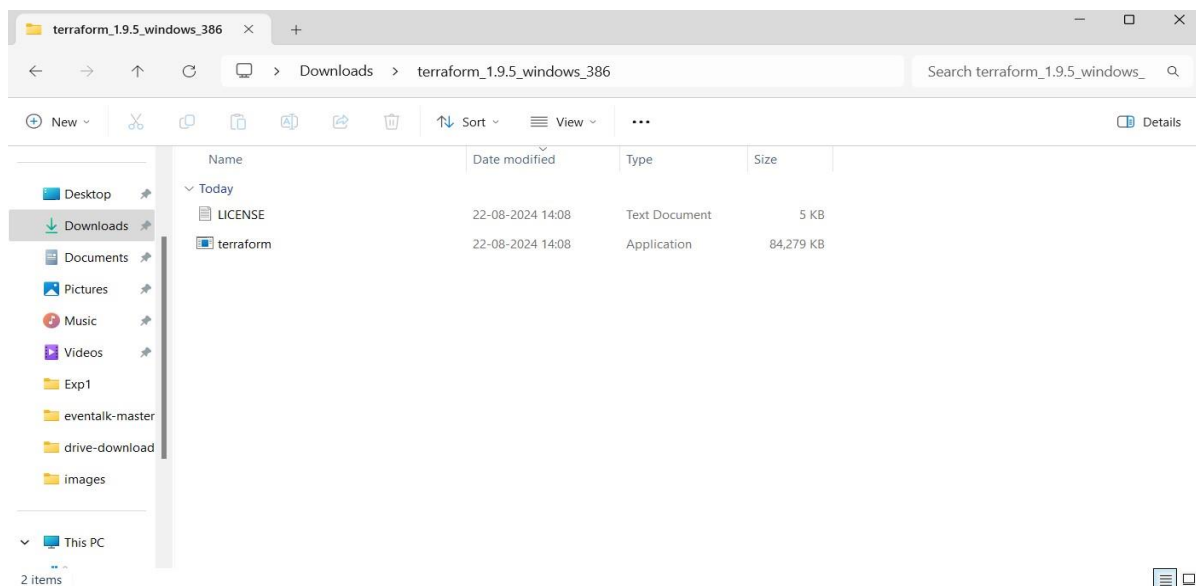 terraform_1.9.5_windows_386
Downloads > terraform_1.9.5_windows_386 Search terraform_1.9.5_windows_
New Sort View ... Details
Name Date modified Type Size
Today
LICENSE 22-08-2024 14:08 Text Document 5 KB
terraform 22-08-2024 14:08 Application 84,279 KB
Desktop
Downloads
Documents
Pictures
Music
Videos
Exp1
eventalk-master
drive-download
images
This PC
2 items